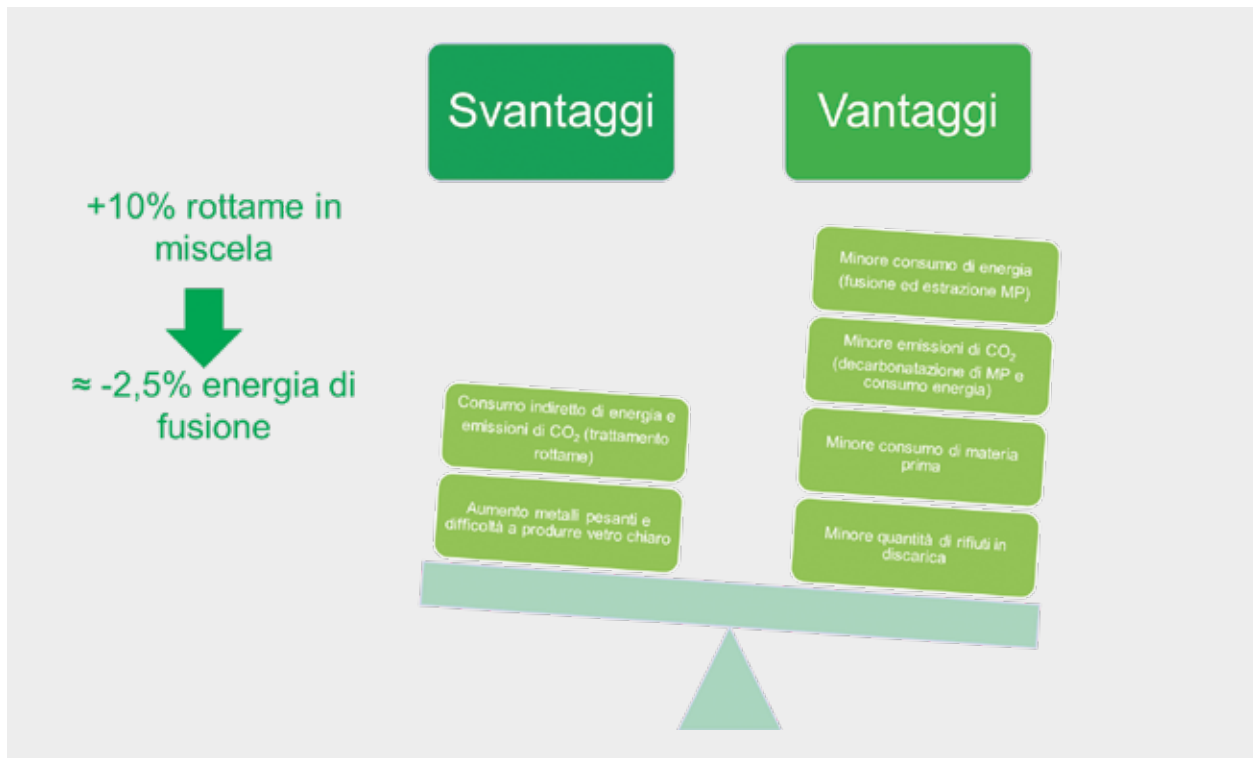 Svantaggi
Vantaggi
+10% rottame in
miscela
≈ -2,5% energia di
fusione
Consumo indiretto di energia e
emissioni di CO₂ (trattamento
rottame)
Aumento metalli pesanti e
difficoltà a produrre vetro chiaro
Minore consumo di energia
(fusione ed estrazione MP)
Minore emissioni di CO₂
(decarbonatazione di MP e
consumo energia)
Minore consumo di materia
prima
Minore quantità di rifiuti in
discarica